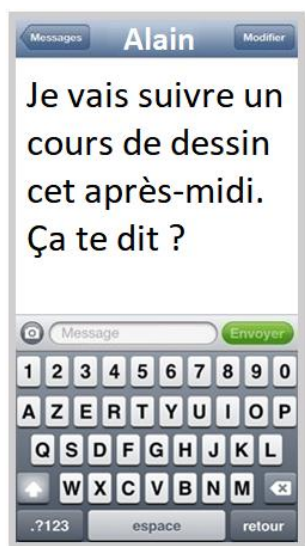 Messages Alain Modifier
Je vais suivre un
cours de dessin
cet après-midi.
Ça te dit ?
Message Envoyer
1 2 3 4 5 6 7 8 9 0
A Z E R T Y U I O P
Q S D F G H J K L
W X C V B N M
.?123 espace retour